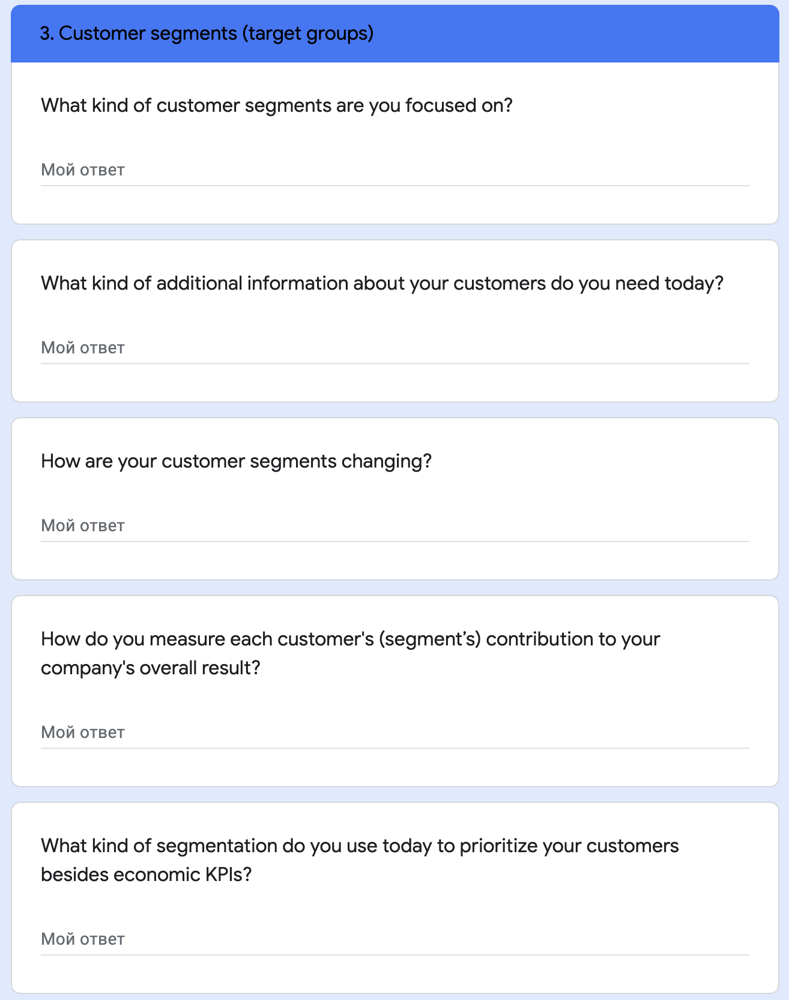 3. Customer segments (target groups)
What kind of customer segments are you focused on?
Мой ответ
What kind of additional information about your customers do you need today?
Мой ответ
How are your customer segments changing?
Мой ответ
How do you measure each customer's (segment’s) contribution to your
company's overall result?
Мой ответ
What kind of segmentation do you use today to prioritize your customers
besides economic KPIs?
Мой ответ